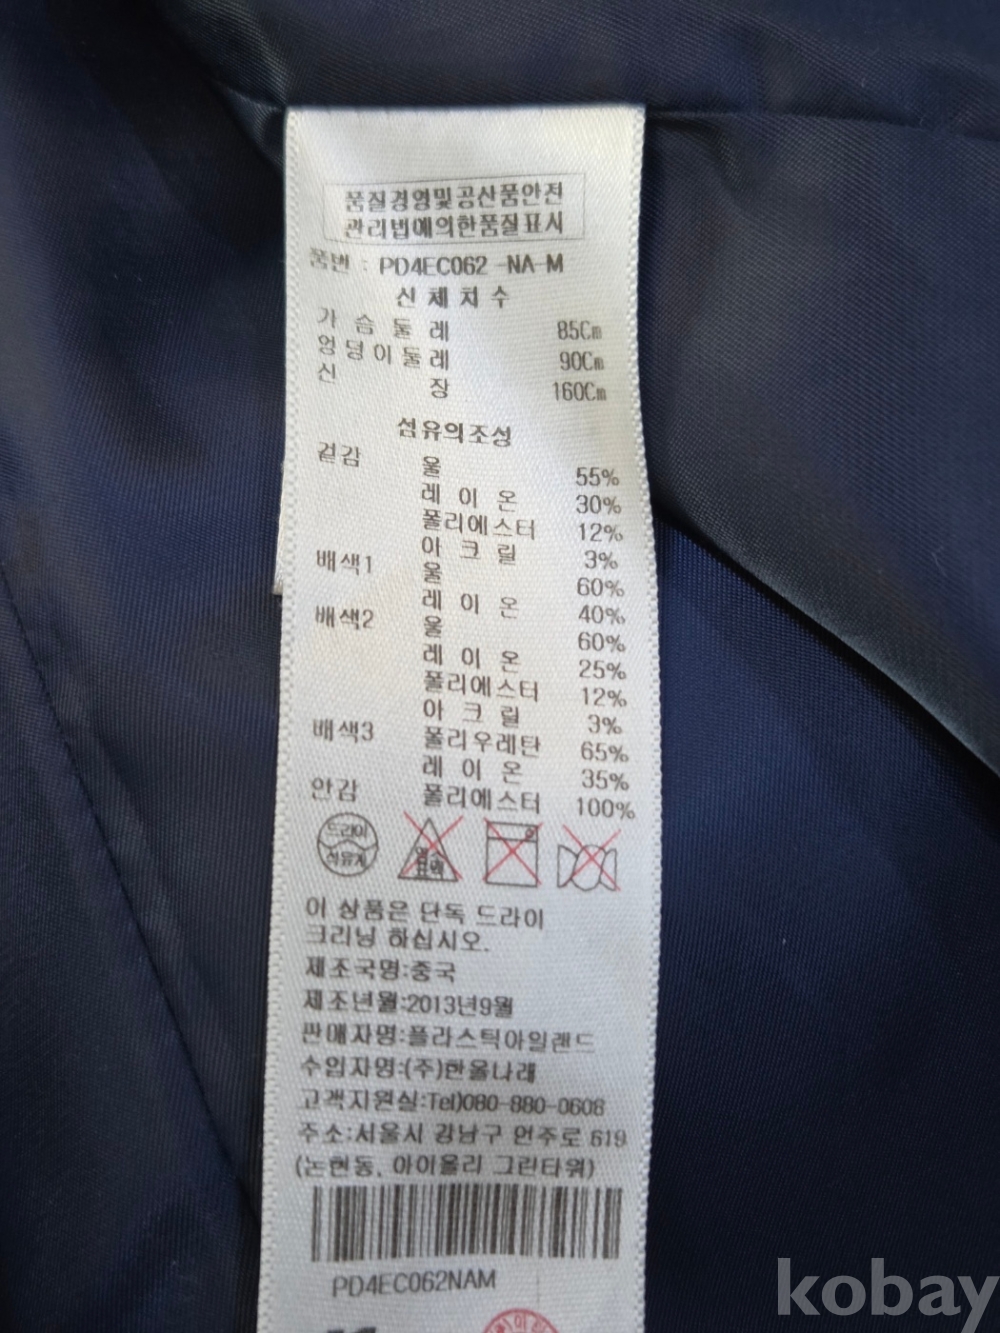 품질경영및공산품안전
관리법에의한품질표시
품번 : PD4EC062 -NA-M
신체치수
가슴둘레 85Cm
엉덩이둘레 90Cm
신장 160Cm
섬유의조성
겉감 울 55%
레이온 30%
폴리에스터 12%
아크릴 3%
배색1 울 60%
레이온 40%
배색2 울 60%
레이온 25%
폴리에스터 12%
아크릴 3%
배색3 폴리우레탄 65%
레이온 35%
안감 폴리에스터 100%
드라이
석유계
염소
표백
이 상품은 단독 드라이
크리닝 하십시오.
제조국명:중국
제조년월:2013년9월
판매자명:플라스틱아일랜드
수입자명:(주)한울나래
고객지원실:Tel)080-880-0608
주소:서울시 강남구 언주로 619
(논현동, 아이올리 그린타워)
PD4EC062NAM
kobay